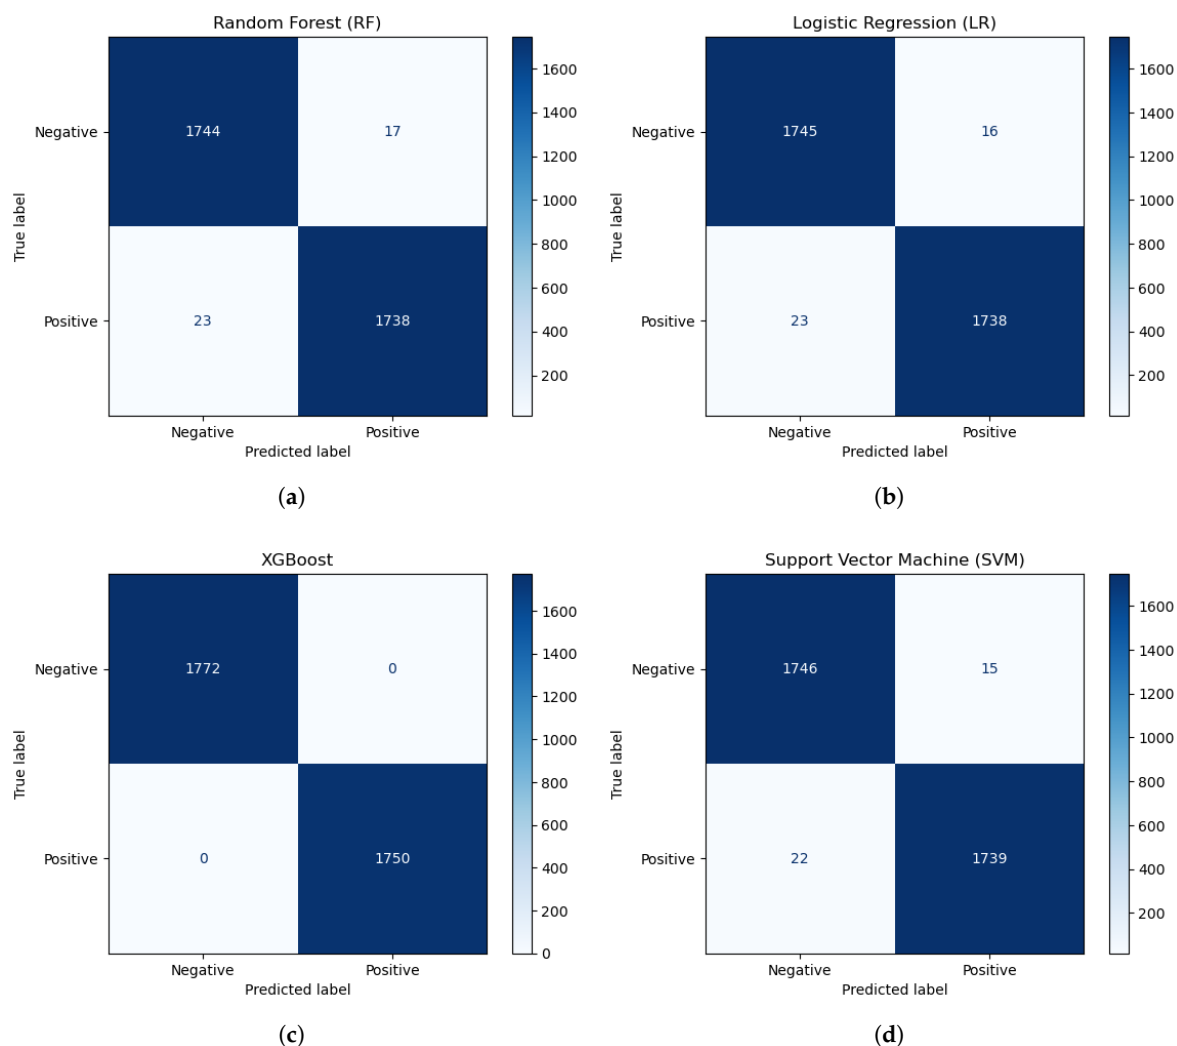 Random Forest (RF)
Negative
Positive
True label
1744
17
23
1738
Negative
Positive
Predicted label
1600
1400
1200
1000
800
600
400
200
(a)
Logistic Regression (LR)
Negative
Positive
True label
1745
16
23
1738
Negative
Positive
Predicted label
1600
1400
1200
1000
800
600
400
200
(b)
XGBoost
Negative
Positive
True label
1772
0
0
1750
Negative
Positive
Predicted label
1600
1400
1200
1000
800
600
400
200
0
(c)
Support Vector Machine (SVM)
Negative
Positive
True label
1746
15
22
1739
Negative
Positive
Predicted label
1600
1400
1200
1000
800
600
400
200
(d)